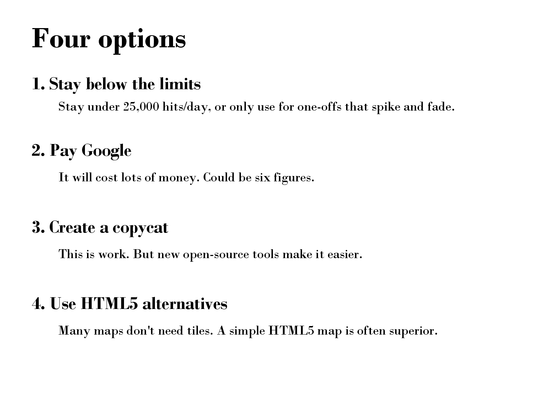 Four options
1. Stay below the limits
Stay under 25,000 hits/day, or only use for one-offs that spike and fade.
2. Pay Google
It will cost lots of money. Could be six figures.
3. Create a copycat
This is work. But new open-source tools make it easier.
4. Use HTML5 alternatives
Many maps don't need tiles. A simple HTML5 map is often superior.